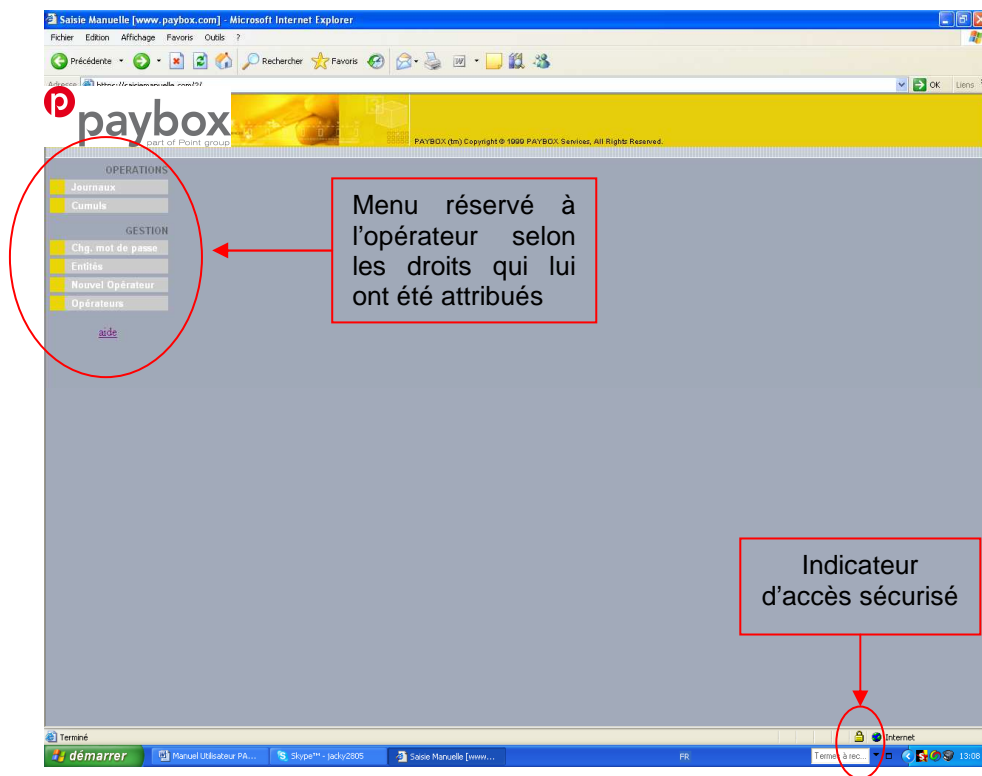 Saisie Manuelle [www.paybox.com] - Microsoft Internet Explorer
Fichier Edition Affichage Favoris Outils ?
Précédente Rechercher Favoris
OK Liens
paybox
part of Point group
PAYBOX (tm) Copyright © 1999 PAYBOX Services, All Rights Reserved.
OPERATIONS
Journaux
Cumuls
GESTION
Chg. mot de passe
Entités
Nouvel Opérateur
Opérateurs
aide
Menu réservé à
l'opérateur selon
les droits qui lui
ont été attribués
Indicateur
d'accès sécurisé
Terminé
Internet
démarrer
Manuel Utilisateur PA...
Skype™ - jacky2805
Saisie Manuelle [www...
FR
Termes à rec...
13:08